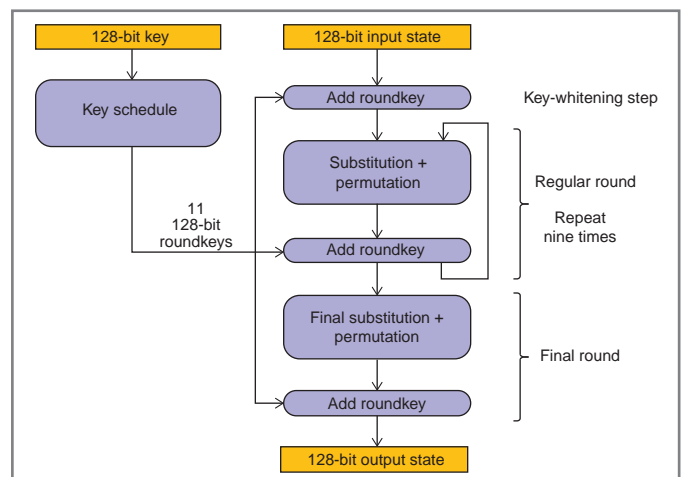 128-bit key
128-bit input state
Key schedule
Add roundkey
Key-whitening step
Substitution +
permutation
Regular round
Repeat
nine times
11
128-bit
roundkeys
Add roundkey
Final substitution +
permutation
Final round
Add roundkey
128-bit output state